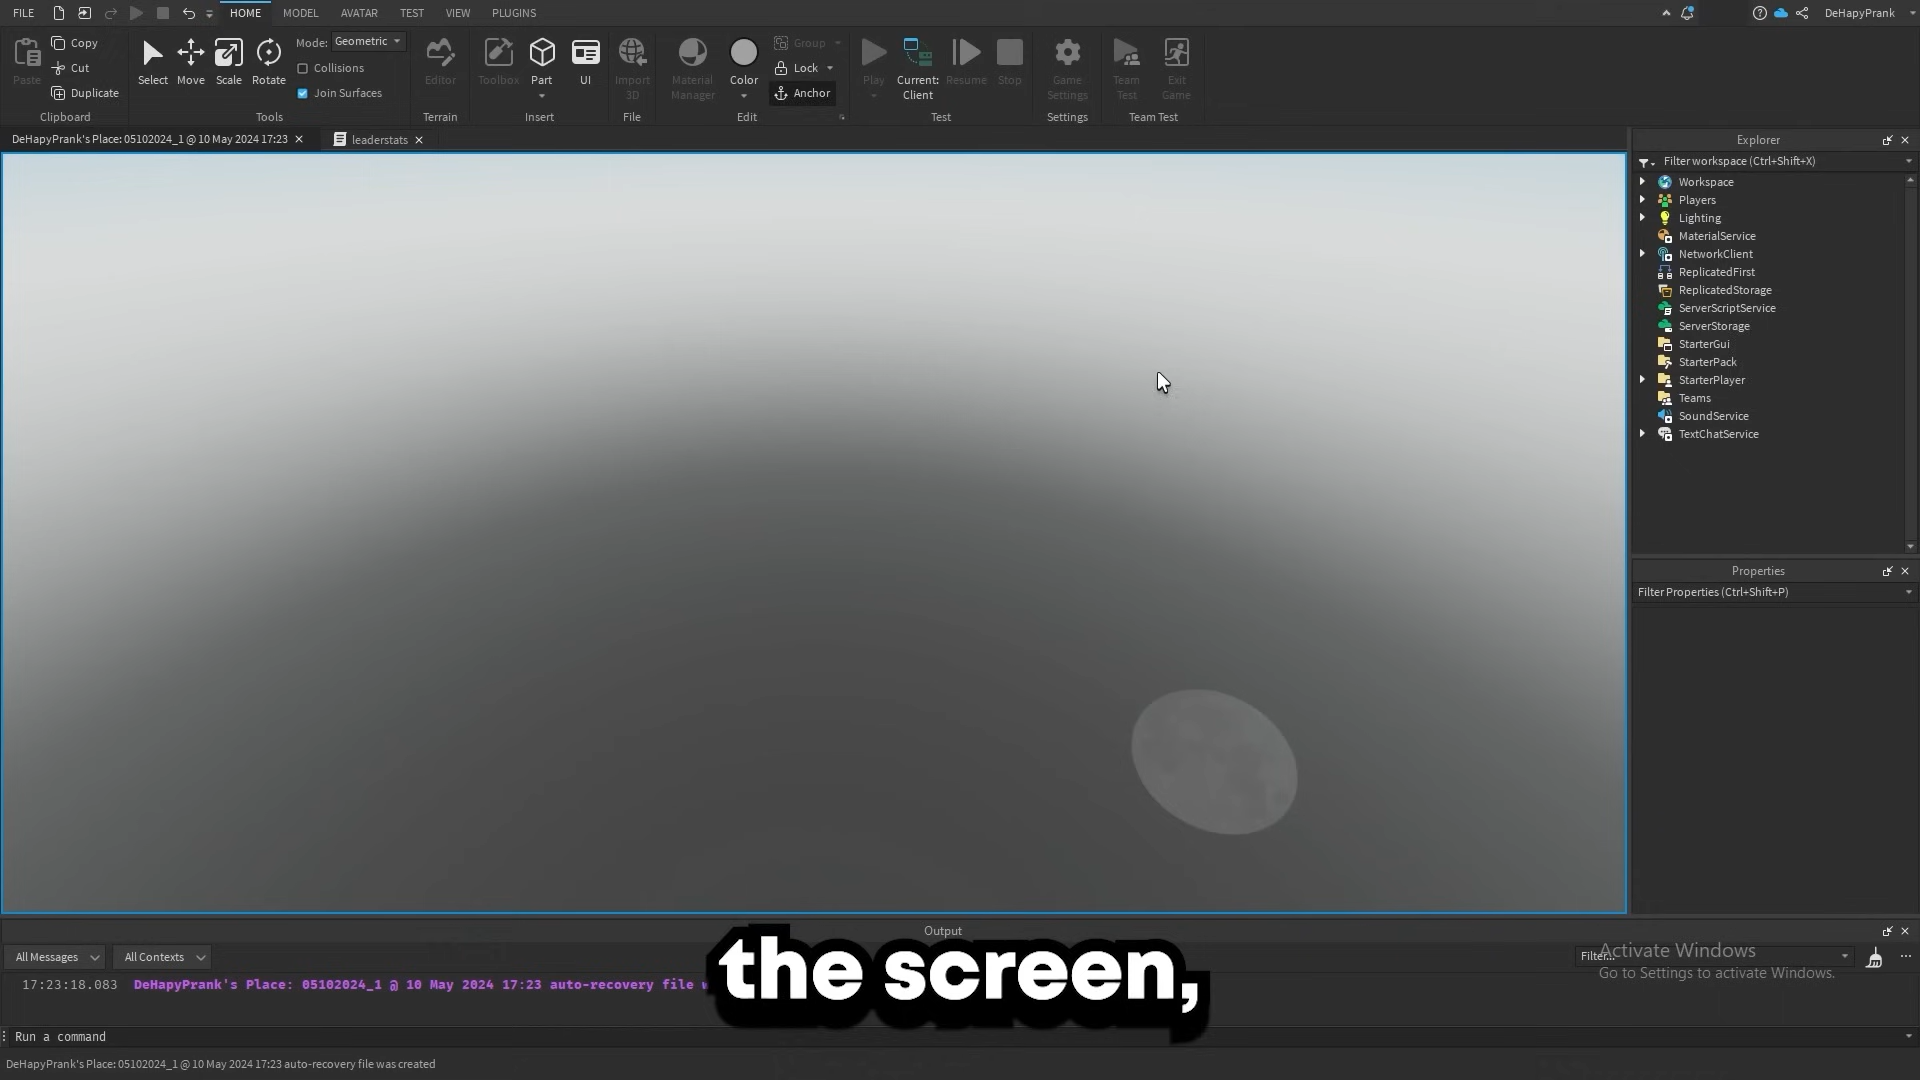 FILE HOME MODEL AVATAR TEST VIEW PLUGINS DeHapyPrank
Paste Copy Cut Duplicate Clipboard
Select Move Scale Rotate Mode: Geometric Collisions Join Surfaces Tools
Editor Terrain
Toolbox Part UI Insert
Import 3D File
Material Manager Color Group Lock Anchor Edit
Play Current: Client Resume Stop Test
Game Settings Settings
Team Test Exit Game Team Test
DeHapyPrank's Place: 05102024_1 @ 10 May 2024 17:23 leaderstats
Explorer
Filter workspace (Ctrl+Shift+X)
Workspace
Players
Lighting
MaterialService
NetworkClient
ReplicatedFirst
ReplicatedStorage
ServerScriptService
ServerStorage
StarterGui
StarterPack
StarterPlayer
Teams
SoundService
TextChatService
Properties
Filter Properties (Ctrl+Shift+P)
Output
All Messages All Contexts Filter...
17:23:18.083 DeHapyPrank's Place: 05102024_1 @ 10 May 2024 17:23 auto-recovery file
the screen,
Activate Windows
Go to Settings to activate Windows.
Run a command
DeHapyPrank's Place: 05102024_1 @ 10 May 2024 17:23 auto-recovery file was created